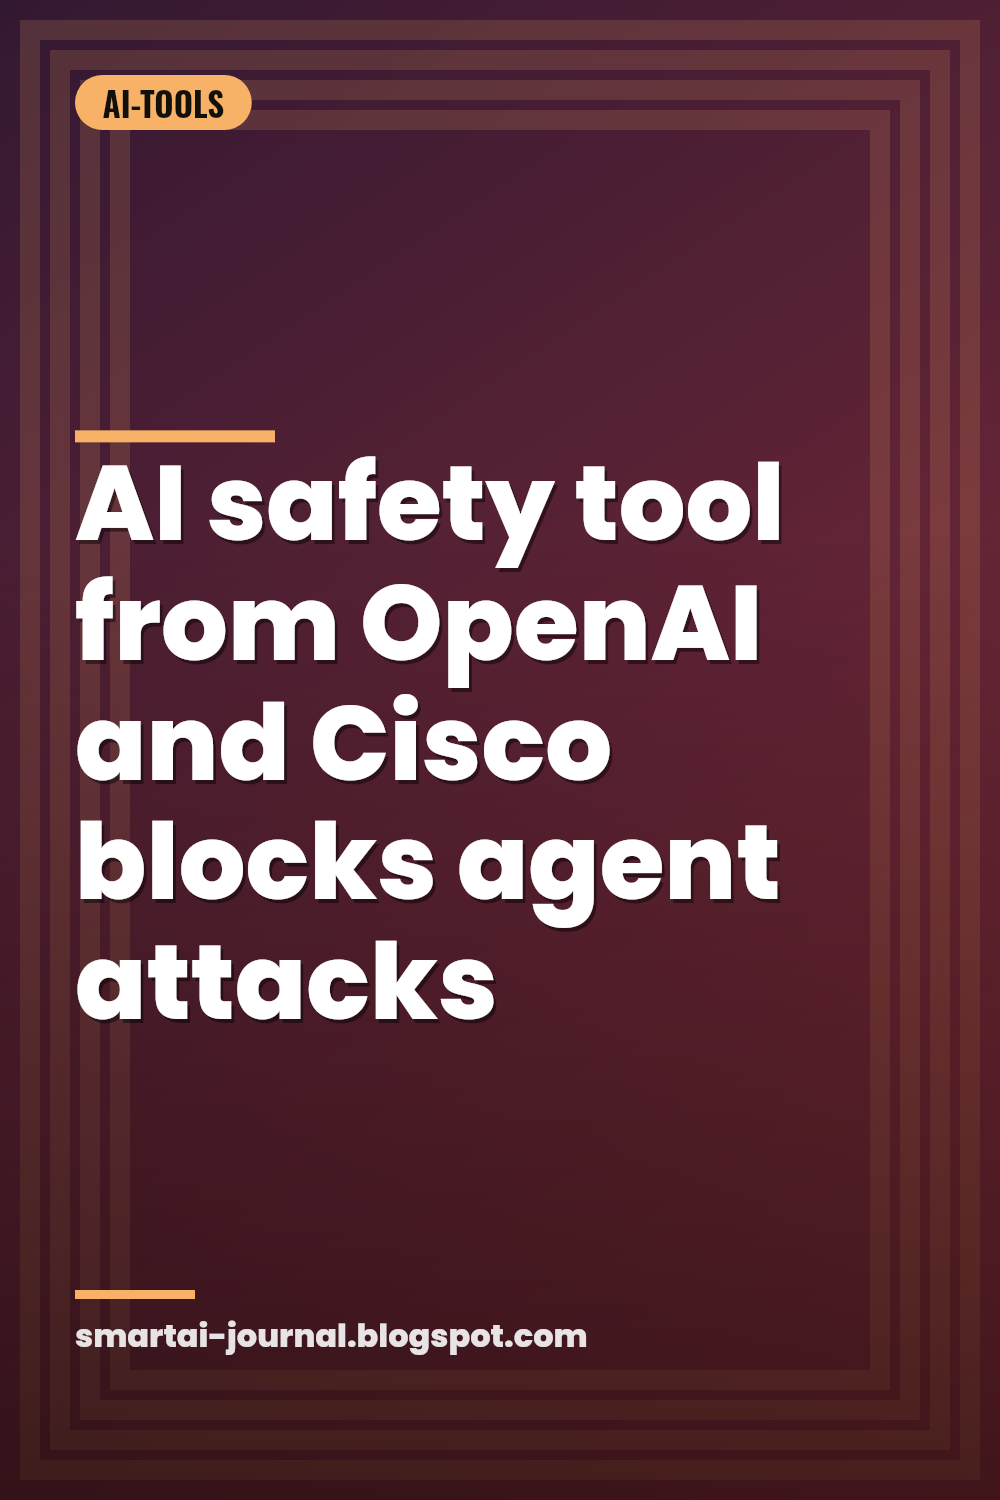 AI-TOOLS
AI safety tool
from OpenAI
and Cisco
blocks agent
attacks
smartai-journal.blogspot.com